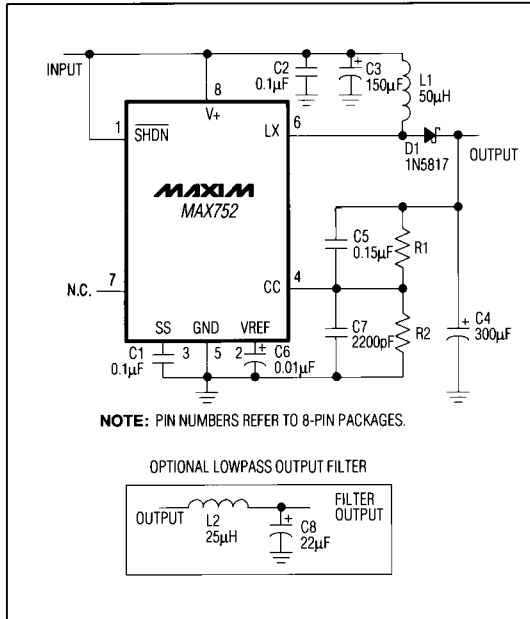 INPUT
C2
0.1µF
C3
150µF
L1
50µH
8
V+
1
SHDN
LX
6
D1
1N5817
OUTPUT
MAXIM
MAX752
C5
0.15µF
R1
N.C.
7
CC
4
C7
2200pF
R2
C4
300µF
SS
GND
VREF
C1
0.1µF
3
5
2
C6
0.01µF
+
+
+
NOTE: PIN NUMBERS REFER TO 8-PIN PACKAGES.
OPTIONAL LOWPASS OUTPUT FILTER
OUTPUT
L2
25µH
+
C8
22µF
FILTER
OUTPUT